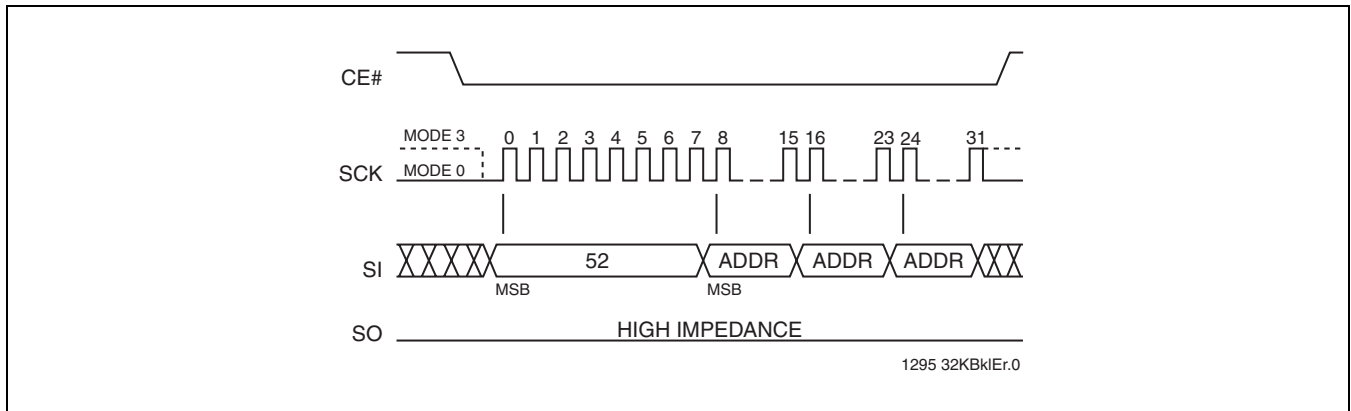 CE#
MODE 3
0 1 2 3 4 5 6 7 8 15 16 23 24 31
SCK MODE 0
SI 52 ADDR ADDR ADDR
MSB MSB
SO HIGH IMPEDANCE
1295 32KBklEr.0